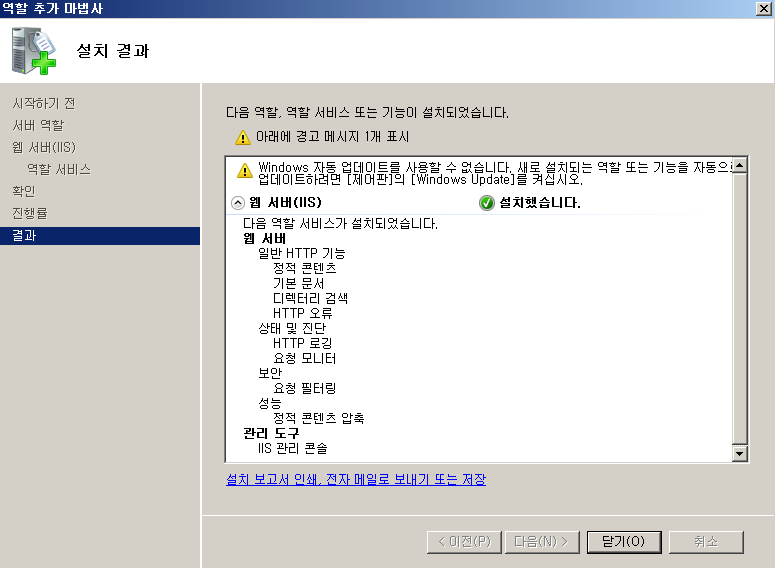 역할 추가 마법사
설치 결과
시작하기 전
서버 역할
웹 서버(IIS)
역할 서비스
확인
진행률
결과
다음 역할, 역할 서비스 또는 기능이 설치되었습니다.
아래에 경고 메시지 1개 표시
Windows 자동 업데이트를 사용할 수 없습니다. 새로 설치되는 역할 또는 기능을 자동으로
업데이트하려면 [제어판]의 [Windows Update]를 켜십시오.
웹 서버(IIS) 설치했습니다.
다음 역할 서비스가 설치되었습니다.
웹 서버
일반 HTTP 기능
정적 콘텐츠
기본 문서
디렉터리 검색
HTTP 오류
상태 및 진단
HTTP 로깅
요청 모니터
보안
요청 필터링
성능
정적 콘텐츠 압축
관리 도구
IIS 관리 콘솔
설치 보고서 인쇄, 전자 메일로 보내기 또는 저장
< 이전(P) 다음(N) > 닫기(O) 취소